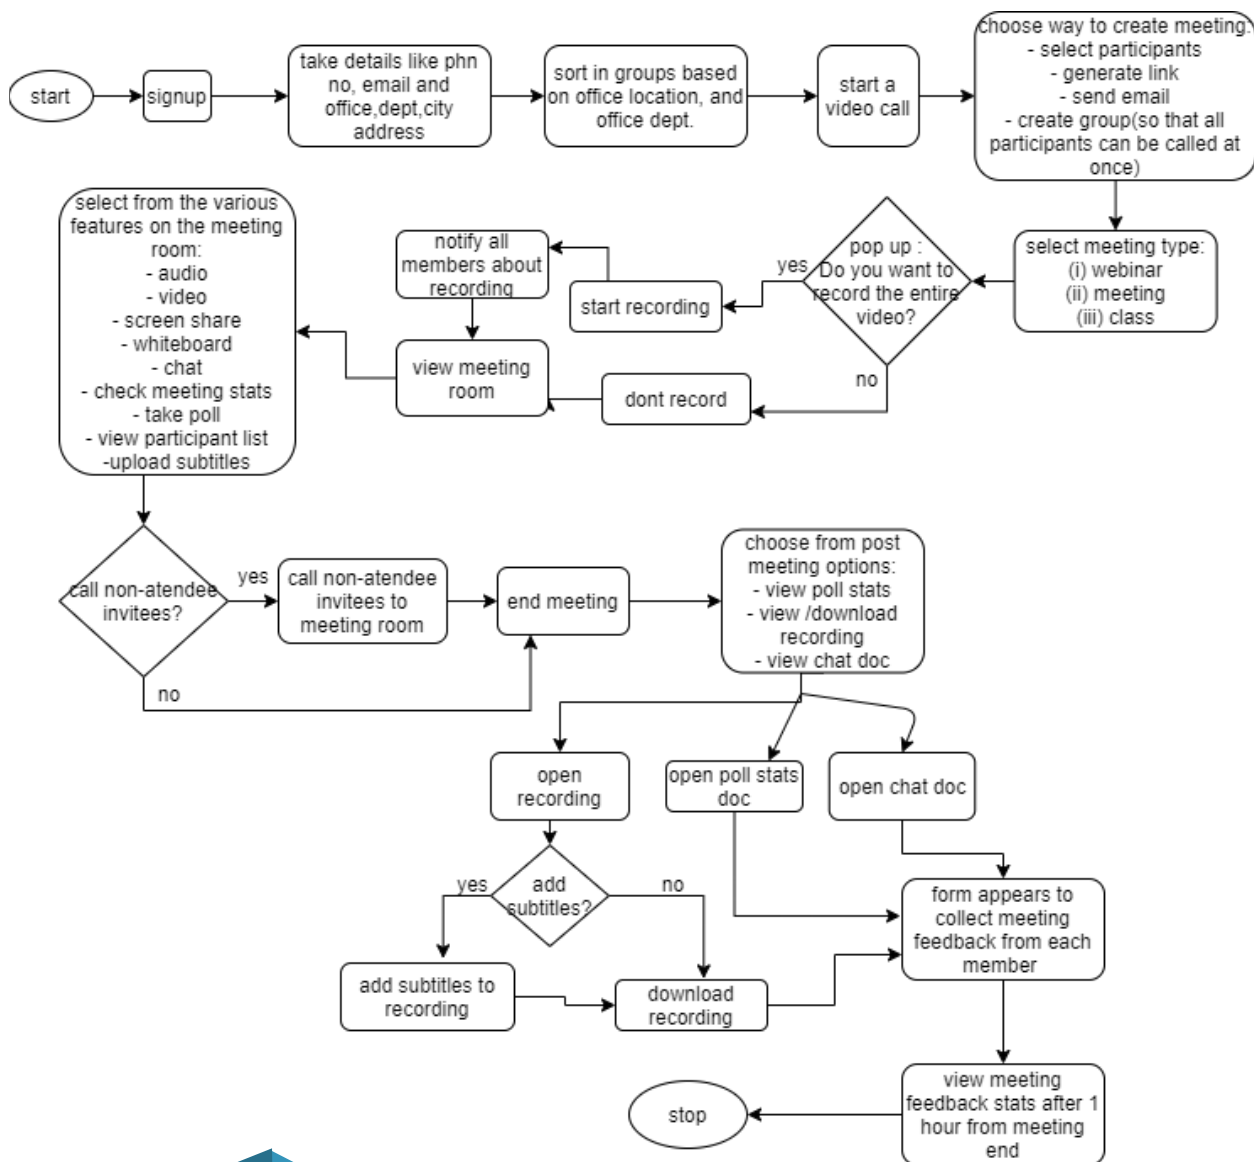 start
signup
take details like phn
no, email and
office,dept,city
address
sort in groups based
on office location, and
office dept.
start a
video call
choose way to create meeting:
- select participants
- generate link
- send email
- create group(so that all
participants can be called at
once)
select meeting type:
(i) webinar
(ii) meeting
(iii) class
pop up :
Do you want to
record the entire
video?
yes
no
start recording
notify all
members about
recording
dont record
view meeting
room
select from the various
features on the meeting
room:
- audio
- video
- screen share
- whiteboard
- chat
- check meeting stats
- take poll
- view participant list
-upload subtitles
call non-atendee
invitees?
yes
no
call non-atendee
invitees to
meeting room
end meeting
choose from post
meeting options:
- view poll stats
- view /download
recording
- view chat doc
open
recording
open poll stats
doc
open chat doc
add
subtitles?
yes
no
add subtitles to
recording
download
recording
form appears to
collect meeting
feedback from each
member
view meeting
feedback stats after 1
hour from meeting
end
stop